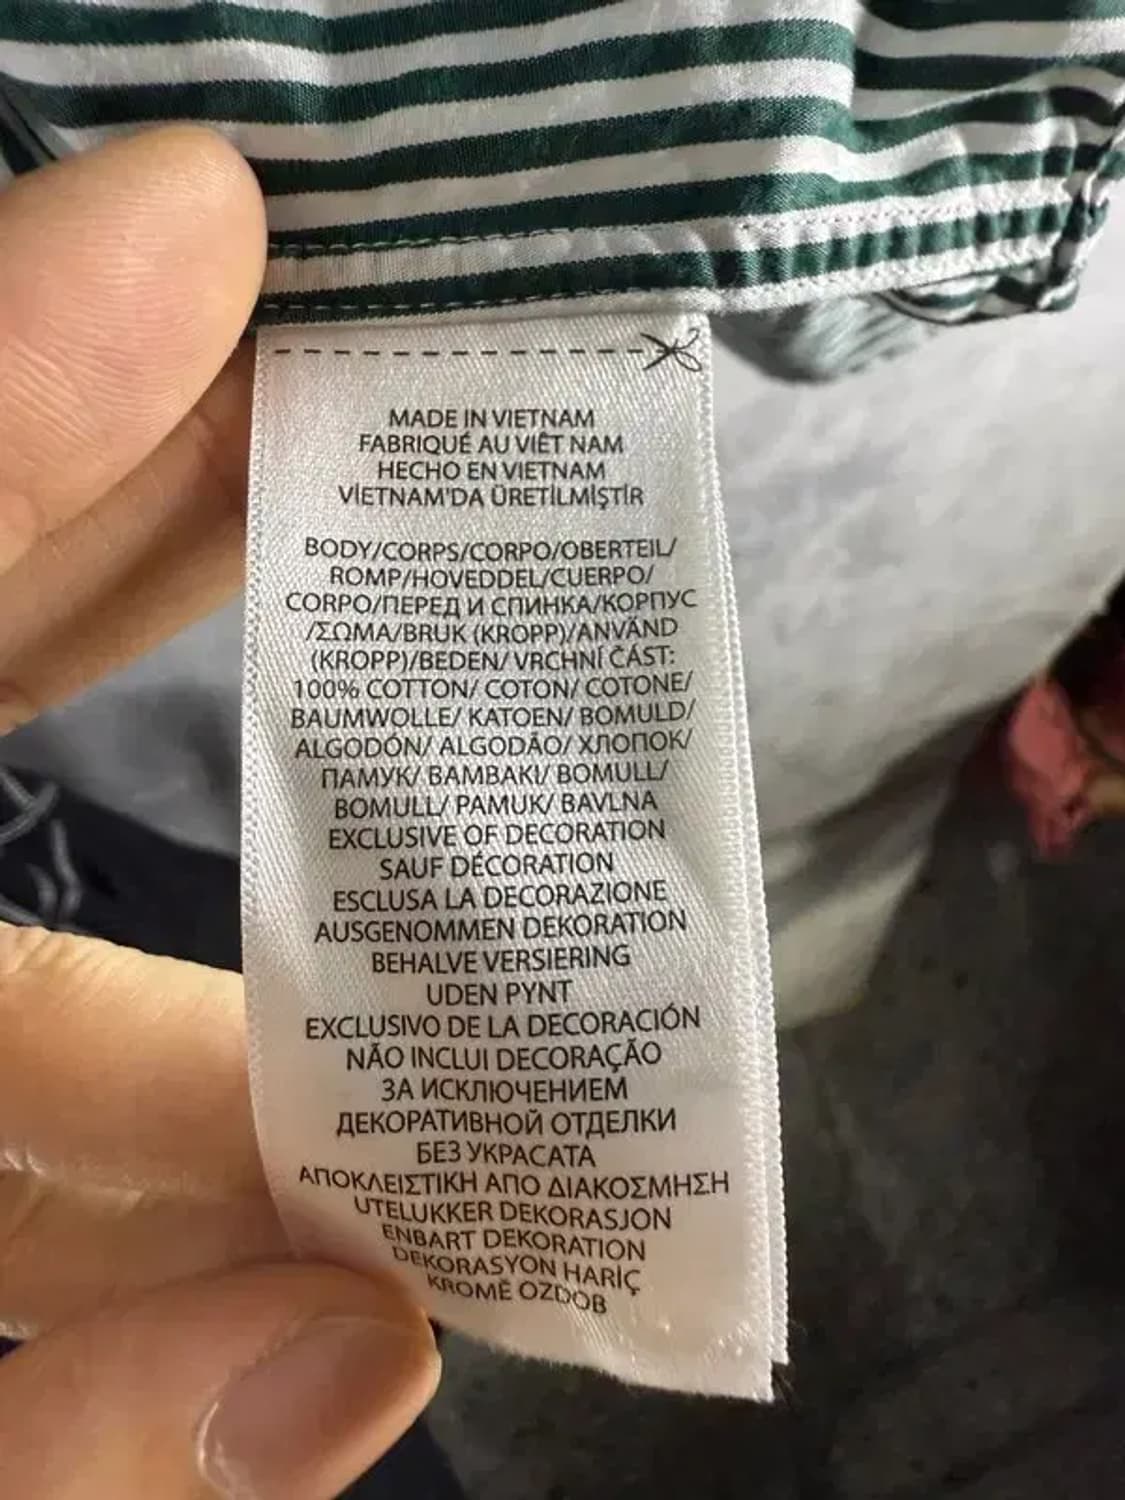 MADE IN VIETNAM
FABRIQUÉ AU VIÊT NAM
HECHO EN VIETNAM
VİETNAM'DA ÜRETİLMİŞTİR
BODY/CORPS/CORPO/OBERTEIL/
ROMP/HOVEDDEL/CUERPO/
CORPO/ПЕРЕД И СПИНКА/КОРПУС
/ΣΩΜΑ/BRUK (KROPP)/ANVÄND
(KROPP)/BEDEN/ VRCHNÍ ČÁST:
100% COTTON/ COTON/ COTONE/
BAUMWOLLE/ KATOEN/ BOMULD/
ALGODÓN/ ALGODÃO/ ХЛОПОК/
ПАМУК/ ΒΑΜΒΑΚΙ/ BOMULL/
BOMULL/ PAMUK/ BAVLNA
EXCLUSIVE OF DECORATION
SAUF DÉCORATION
ESCLUSA LA DECORAZIONE
AUSGENOMMEN DEKORATION
BEHALVE VERSIERING
UDEN PYNT
EXCLUSIVO DE LA DECORACIÓN
NÃO INCLUI DECORAÇÃO
ЗА ИСКЛЮЧЕНИЕМ
ДЕКОРАТИВНОЙ ОТДЕЛКИ
БЕЗ УКРАСАТА
ΑΠΟΚΛΕΙΣΤΙΚΗ ΑΠΟ ΔΙΑΚΟΣΜΗΣΗ
UTELUKKER DEKORASJON
ENBART DEKORATION
DEKORASYON HARİÇ
KROMĚ OZDOB